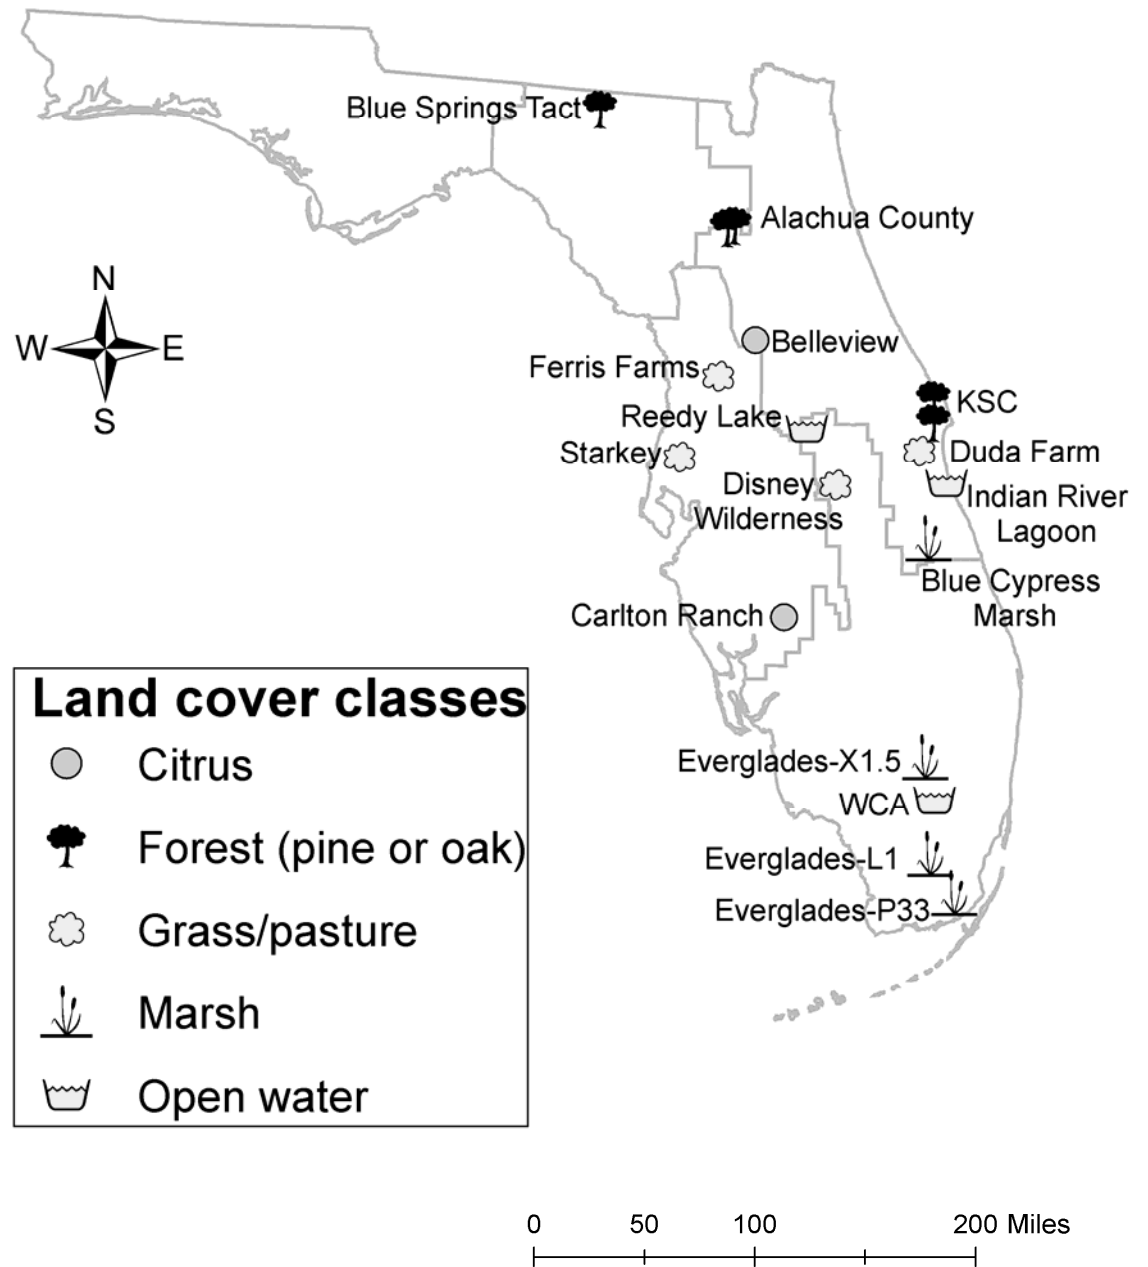 Blue Springs Tact
Alachua County
N
W
E
S
Belleview
Ferris Farms
KSC
Reedy Lake
Starkey
Duda Farm
Disney
Wilderness
Indian River
Lagoon
Blue Cypress
Marsh
Carlton Ranch
Land cover classes
Citrus
Forest (pine or oak)
Grass/pasture
Marsh
Open water
Everglades-X1.5
WCA
Everglades-L1
Everglades-P33
0 50 100 200 Miles